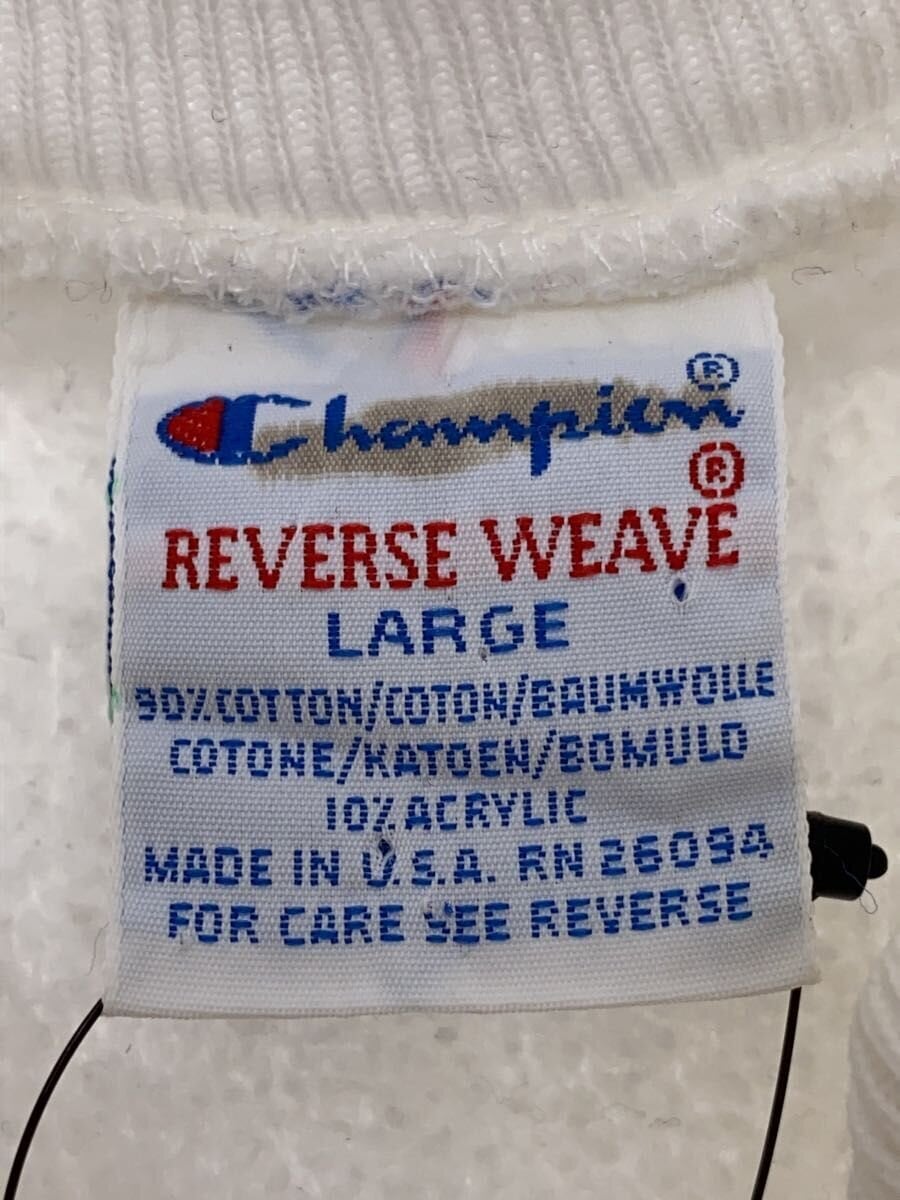 Champion®
REVERSE WEAVE®
LARGE
90% COTTON/COTON/BAUMWOLLE
COTONE/KATOEN/BOMULD
10% ACRYLIC
MADE IN U.S.A. RN 26094
FOR CARE SEE REVERSE